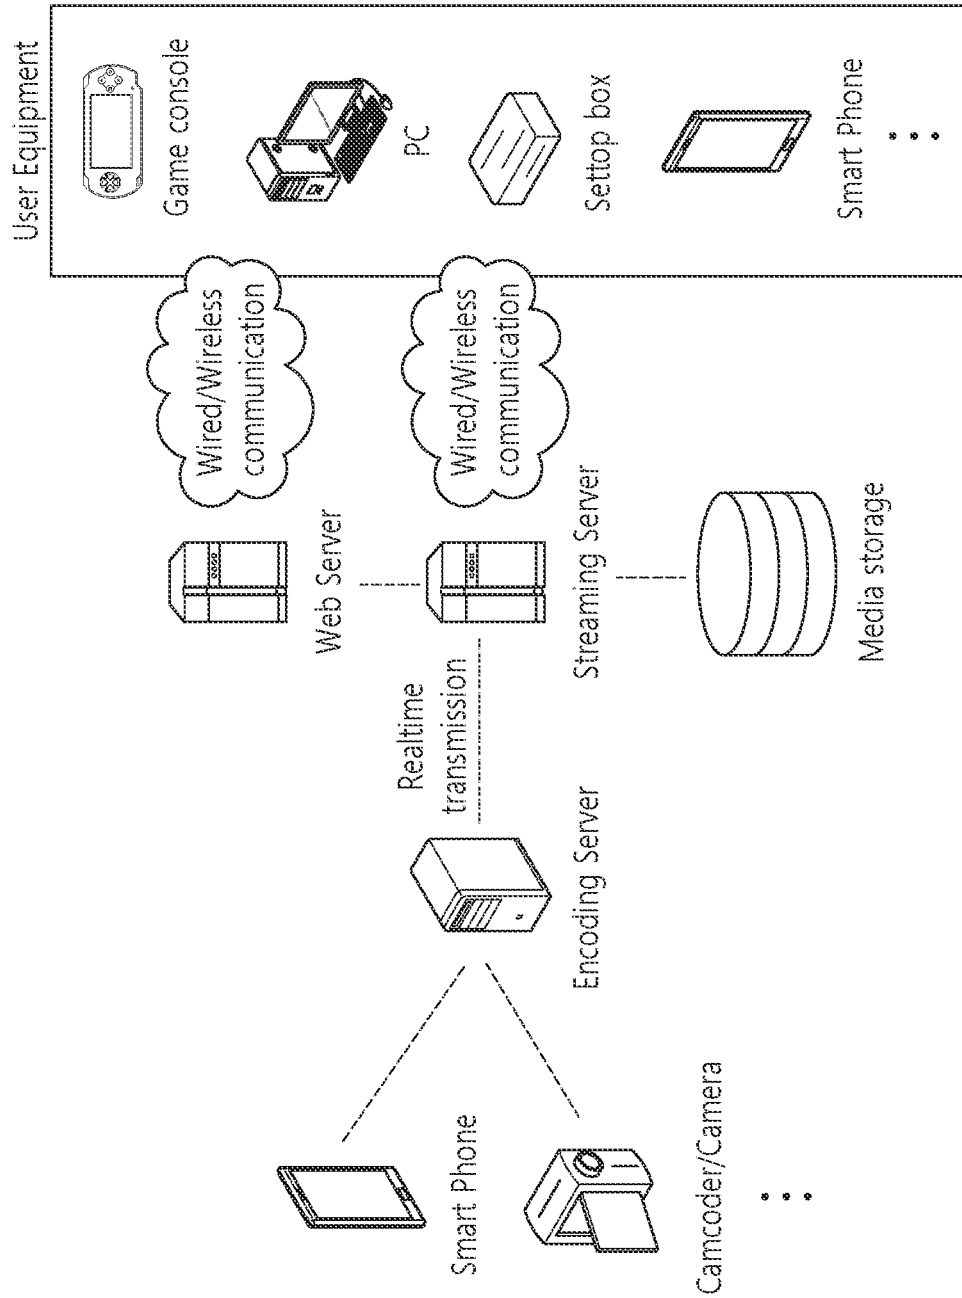 User Equipment
Game console
PC
Settop box
Smart Phone
Wired/Wireless
communication
Wired/Wireless
communication
Web Server
Streaming Server
Media storage
Realtime
transmission
Encoding Server
Smart Phone
Camcoder/Camera